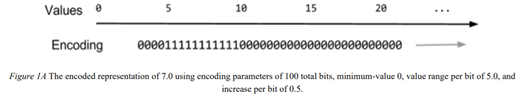 Values 0 5 10 15 20 ...
Encoding 0000111111111110000000000000000000000000
Figure 1A The encoded representation of 7.0 using encoding parameters of 100 total bits, minimum-value 0, value range per bit of 5.0, and
increase per bit of 0.5.